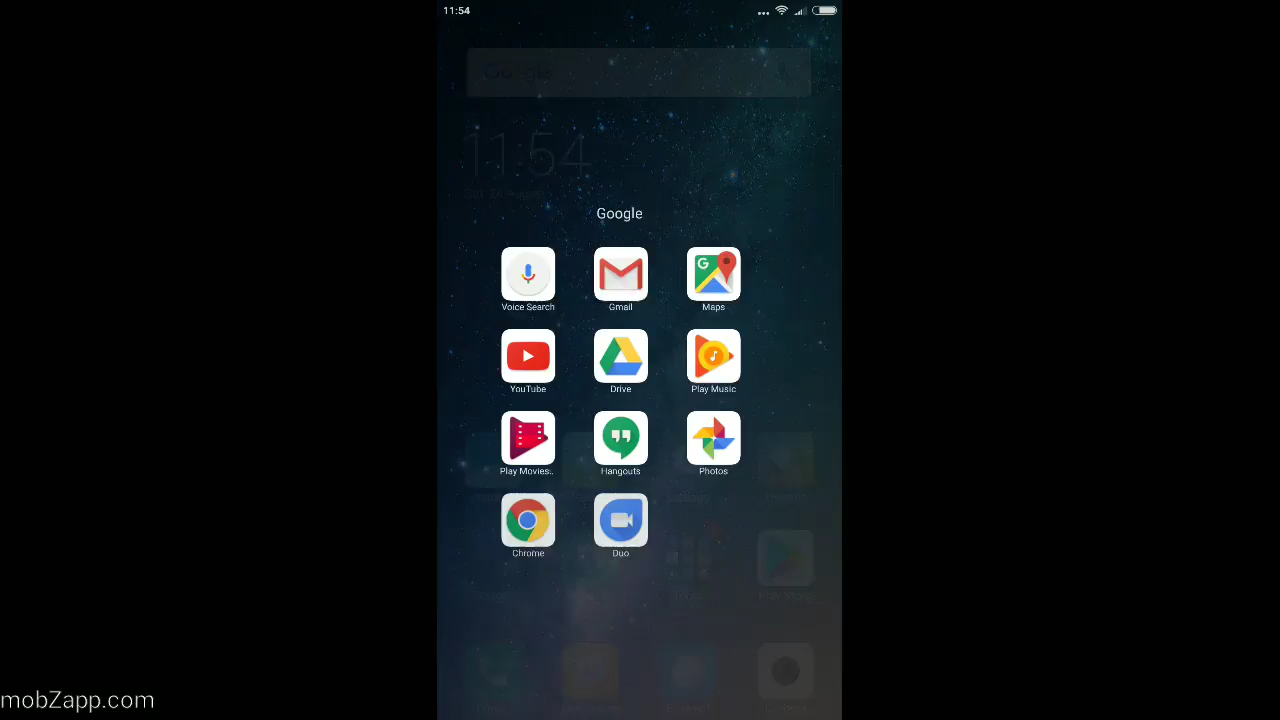 11:54
Google
11:54
Google
Voice Search
Gmail
Maps
YouTube
Drive
Play Music
Play Movies..
Hangouts
Photos
Chrome
Duo
Play Store
mobZapp.com